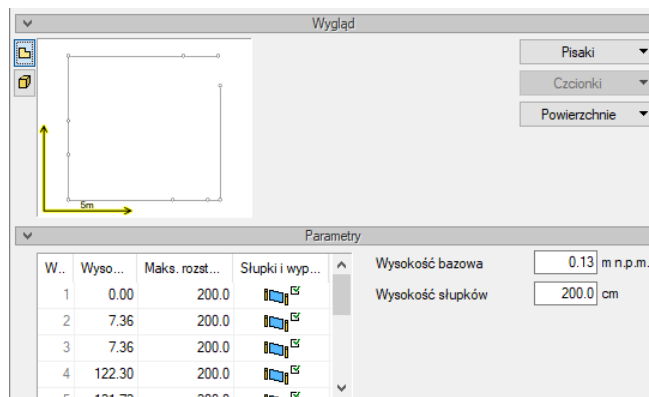 Wygląd
Pisaki
Czcionki
Powierzchnie
5m
Parametry
W.. Wyso... Maks. rozst... Słupki i wyp...
1 0.00 200.0
2 7.36 200.0
3 7.36 200.0
4 122.30 200.0
Wysokość bazowa 0.13 m n.p.m.
Wysokość słupków 200.0 cm